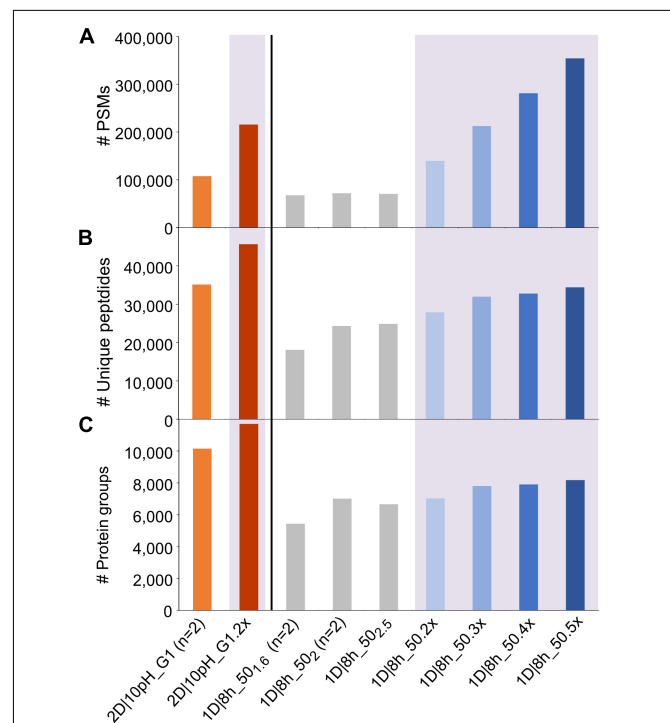 A
# PSMs
400,000
300,000
200,000
100,000
0
B
# Unique peptdides
40,000
30,000
20,000
10,000
0
C
# Protein groups
10,000
8,000
6,000
4,000
2,000
0
2D|10pH_G1 (n=2)
2D|10pH_G1.2x
1D|8h_50₁.₆ (n=2)
1D|8h_50₂ (n=2)
1D|8h_50₂.₅
1D|8h_50.2x
1D|8h_50.3x
1D|8h_50.4x
1D|8h_50.5x